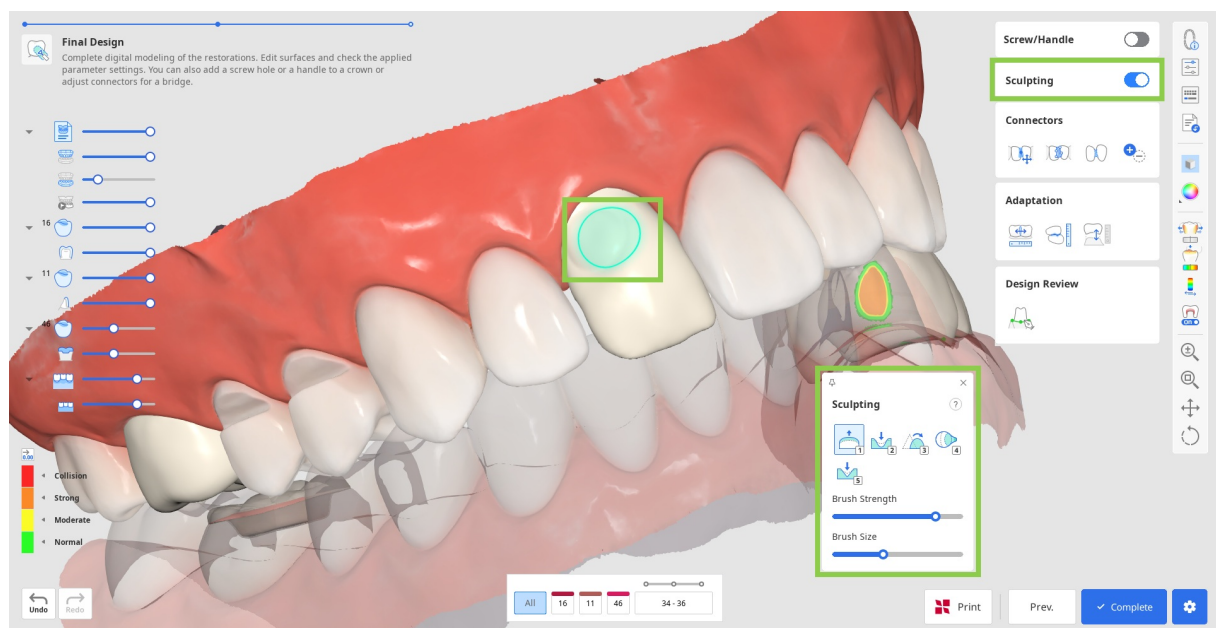 Final Design
Complete digital modeling of the restorations. Edit surfaces and check the applied
parameter settings. You can also add a screw hole or a handle to a crown or
adjust connectors for a bridge.
16
11
46
0.00
Collision
Strong
Moderate
Normal
Undo
Redo
All
16
11
46
34 - 36
Screw/Handle
Sculpting
Connectors
Adaptation
Design Review
Sculpting
?
1
2
3
4
5
Brush Strength
Brush Size
Print
Prev.
Complete
ON